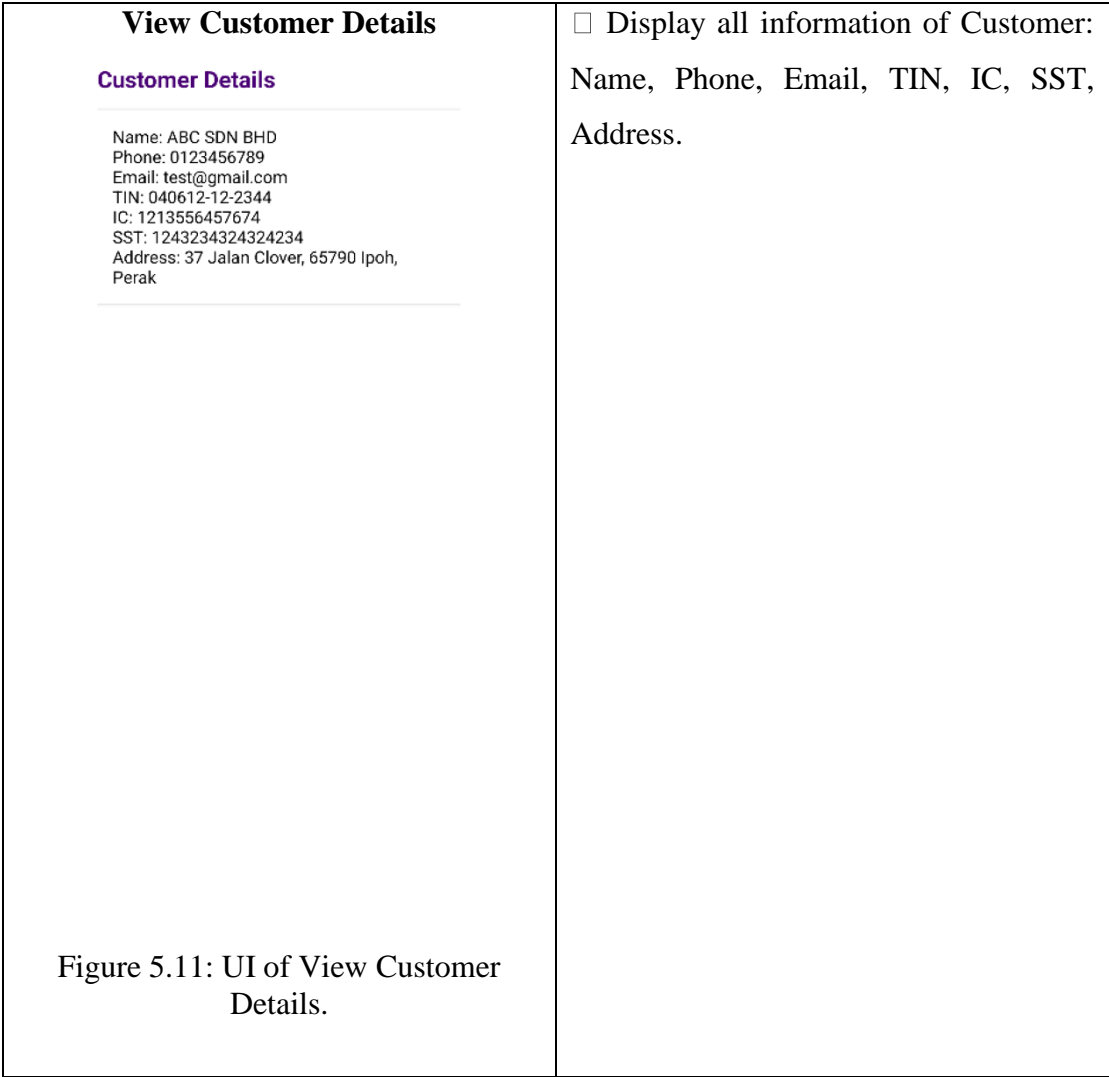 View Customer Details
Customer Details
Name: ABC SDN BHD
Phone: 0123456789
Email: test@gmail.com
TIN: 040612-12-2344
IC: 1213556457674
SST: 1243234324324234
Address: 37 Jalan Clover, 65790 Ipoh,
Perak
Figure 5.11: UI of View Customer
Details.
□ Display all information of Customer:
Name, Phone, Email, TIN, IC, SST,
Address.